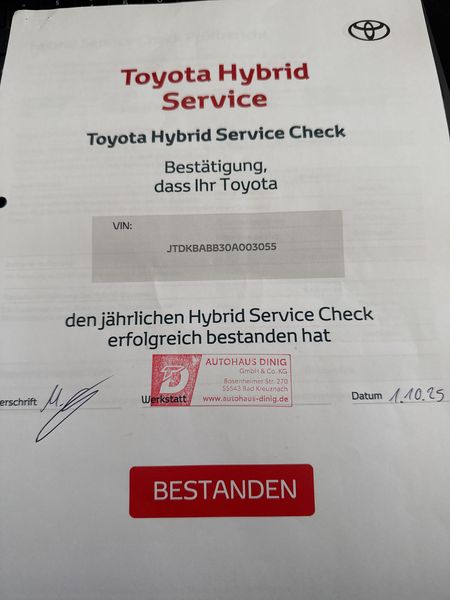 Toyota Hybrid
Service
Toyota Hybrid Service Check
Bestätigung,
dass Ihr Toyota
VIN:
JTDKBABB30A003055
den jährlichen Hybrid Service Check
erfolgreich bestanden hat
AUTOHAUS DINIG
GmbH & Co. KG
Bosenheimer Str. 270
55543 Bad Kreuznach
www.autohaus-dinig.de
erschrift
Werkstatt
Datum 1.10.25
BESTANDEN